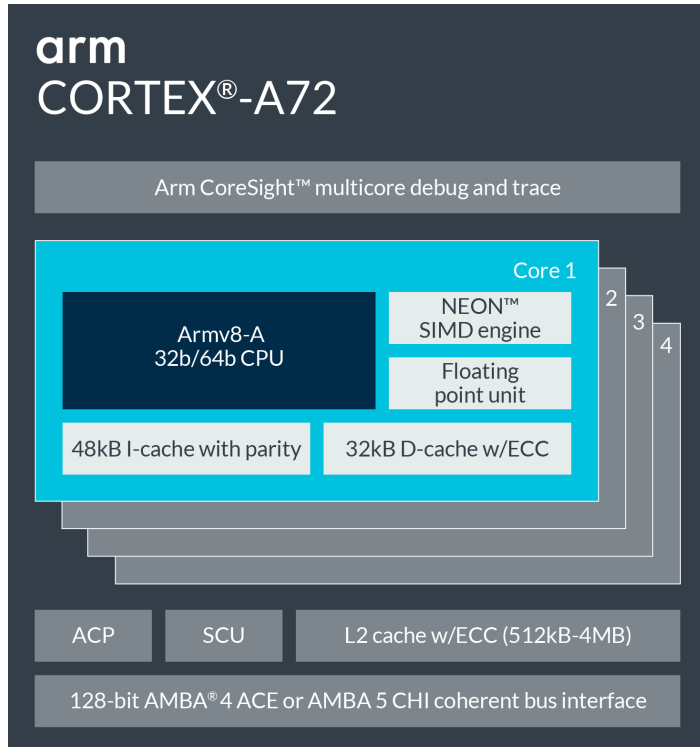 arm
CORTEX®-A72
Arm CoreSight™ multicore debug and trace
Core 1
2
3
4
Armv8-A
32b/64b CPU
NEON™
SIMD engine
Floating
point unit
48kB I-cache with parity
32kB D-cache w/ECC
ACP
SCU
L2 cache w/ECC (512kB-4MB)
128-bit AMBA® 4 ACE or AMBA 5 CHI coherent bus interface